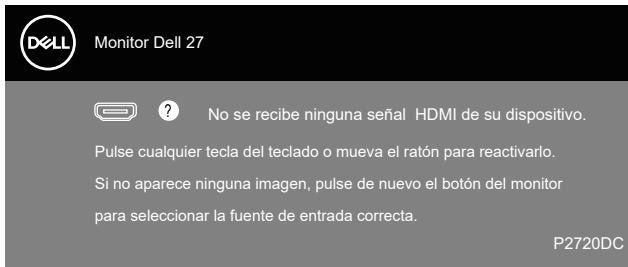 DELL
Monitor Dell 27
? No se recibe ninguna señal HDMI de su dispositivo.
Pulse cualquier tecla del teclado o mueva el ratón para reactivarlo.
Si no aparece ninguna imagen, pulse de nuevo el botón del monitor
para seleccionar la fuente de entrada correcta.
P2720DC